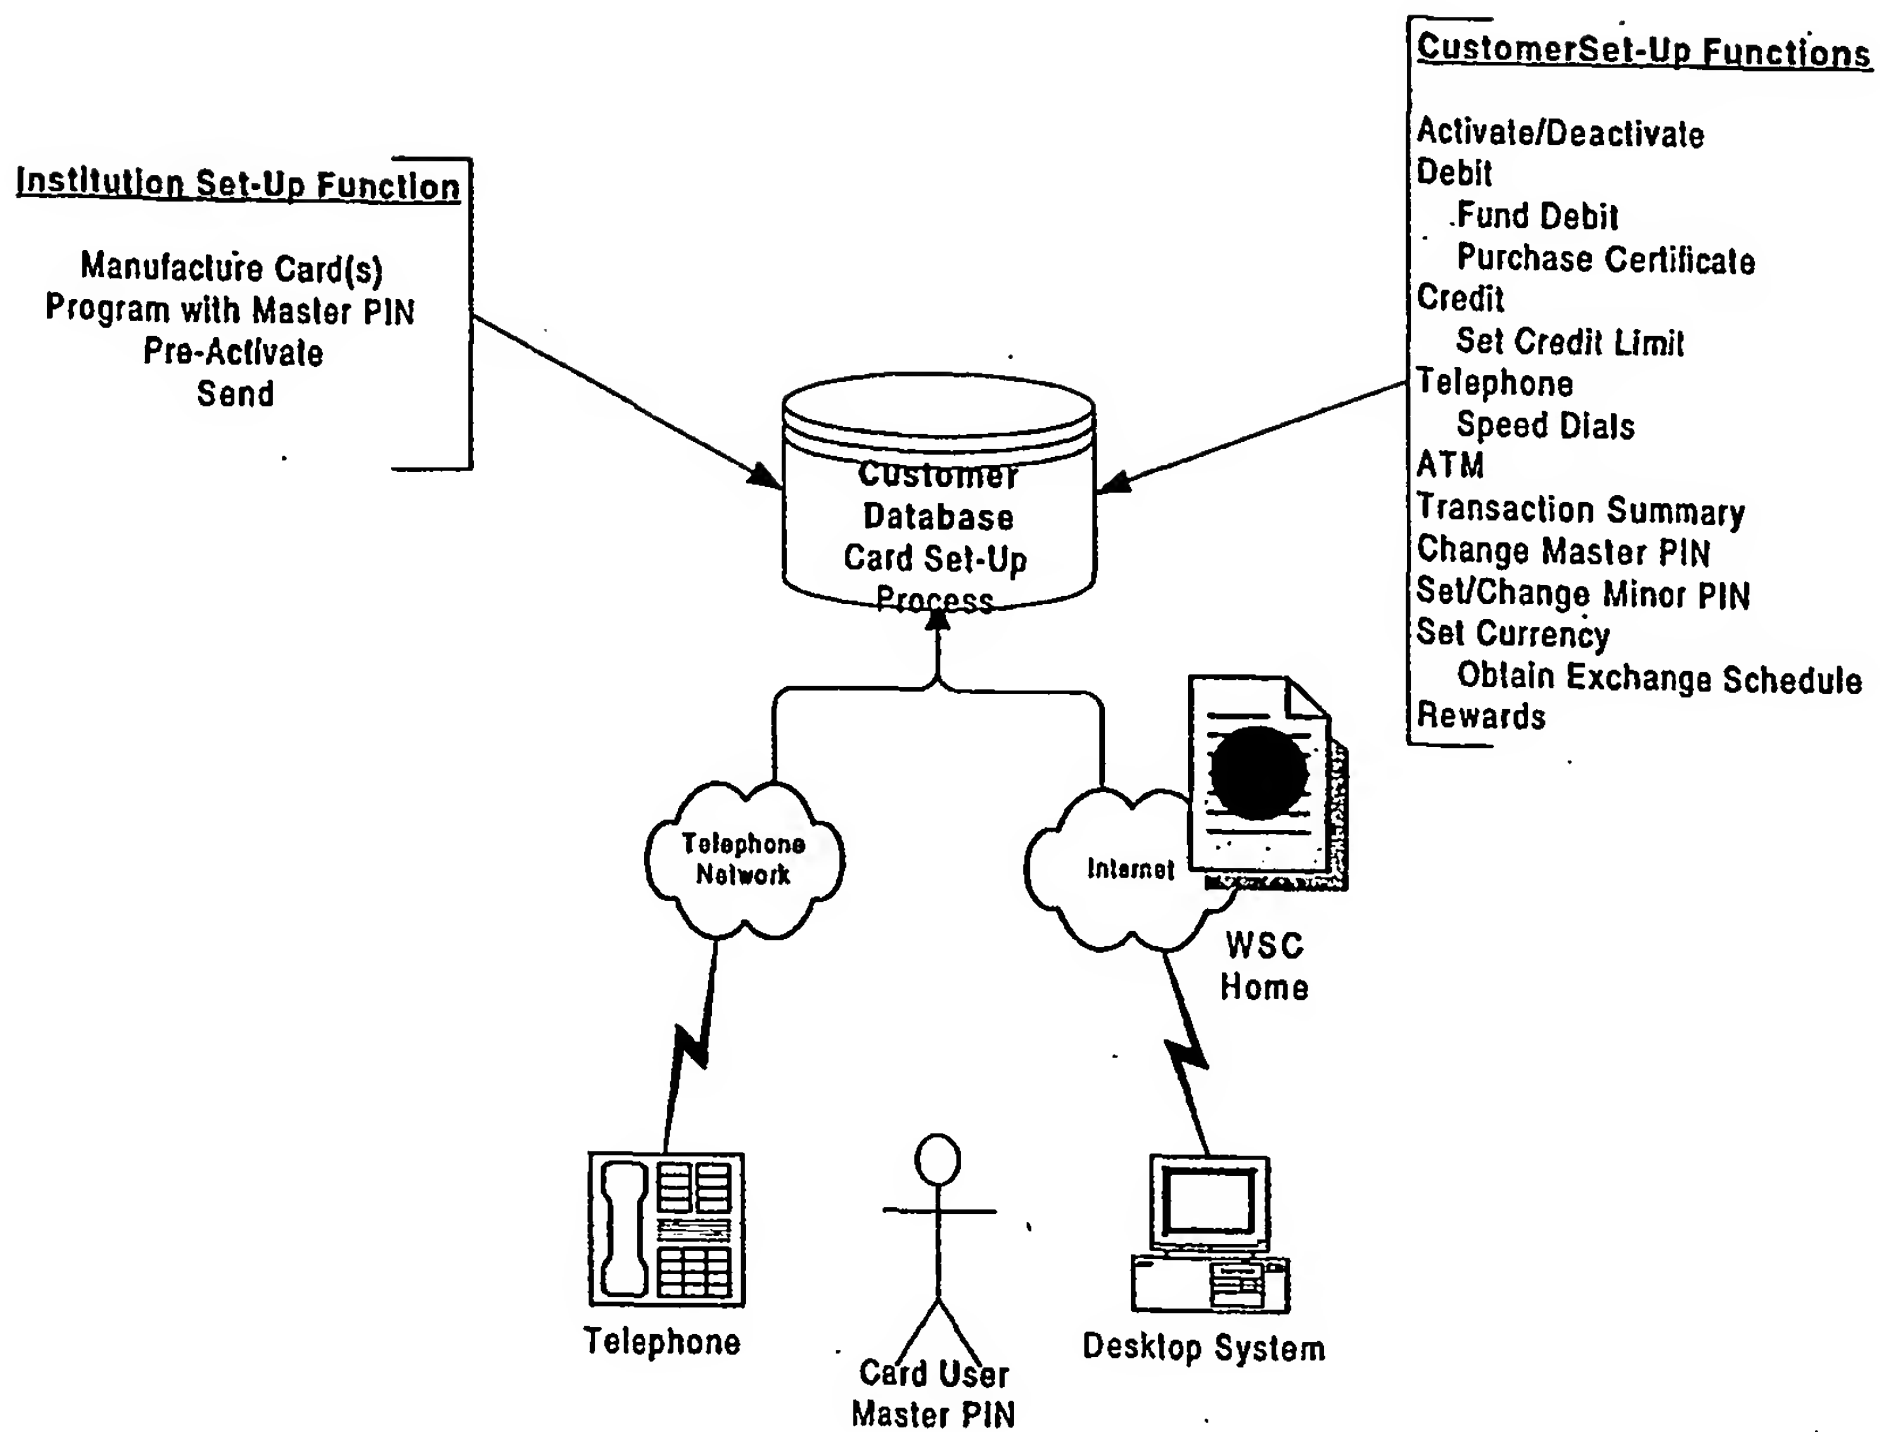 Institution Set-Up Function
Manufacture Card(s)
Program with Master PIN
Pre-Activate
Send
CustomerSet-Up Functions
Activate/Deactivate
Debit
Fund Debit
Purchase Certificate
Credit
Set Credit Limit
Telephone
Speed Dials
ATM
Transaction Summary
Change Master PIN
Set/Change Minor PIN
Set Currency
Obtain Exchange Schedule
Rewards
Customer
Database
Card Set-Up
Process
Telephone
Network
Internet
WSC
Home
Telephone
Card User
Master PIN
Desktop System